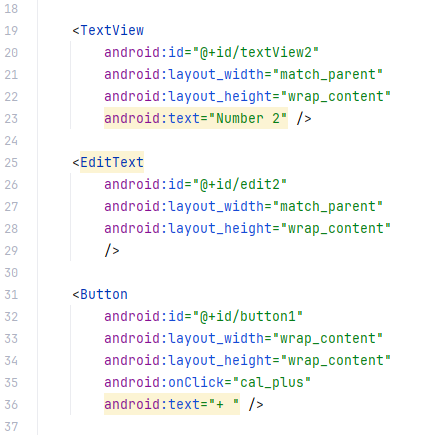 18
19 <TextView
20 android:id="@+id/textView2"
21 android:layout_width="match_parent"
22 android:layout_height="wrap_content"
23 android:text="Number 2" />
24
25 <EditText
26 android:id="@+id/edit2"
27 android:layout_width="match_parent"
28 android:layout_height="wrap_content"
29 />
30
31 <Button
32 android:id="@+id/button1"
33 android:layout_width="wrap_content"
34 android:layout_height="wrap_content"
35 android:onClick="cal_plus"
36 android:text="+ " />
37